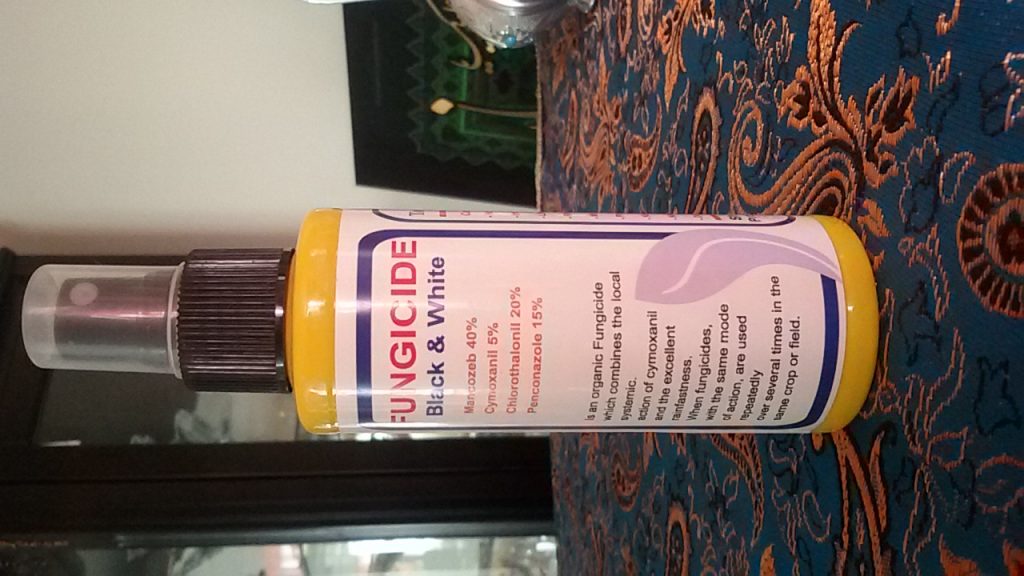 FUNGICIDE
Black & White
Mancozeb 40%
Cymoxanil 5%
Chlorothalonil 20%
Penconazole 15%
is an organic Fungicide
which combines the local
systemic.
action of Cymoxanil
and the excellent
rainfastness.
When fungicides,
with the same mode
of action, are used
repeatedly
over several times in the
same crop or field.